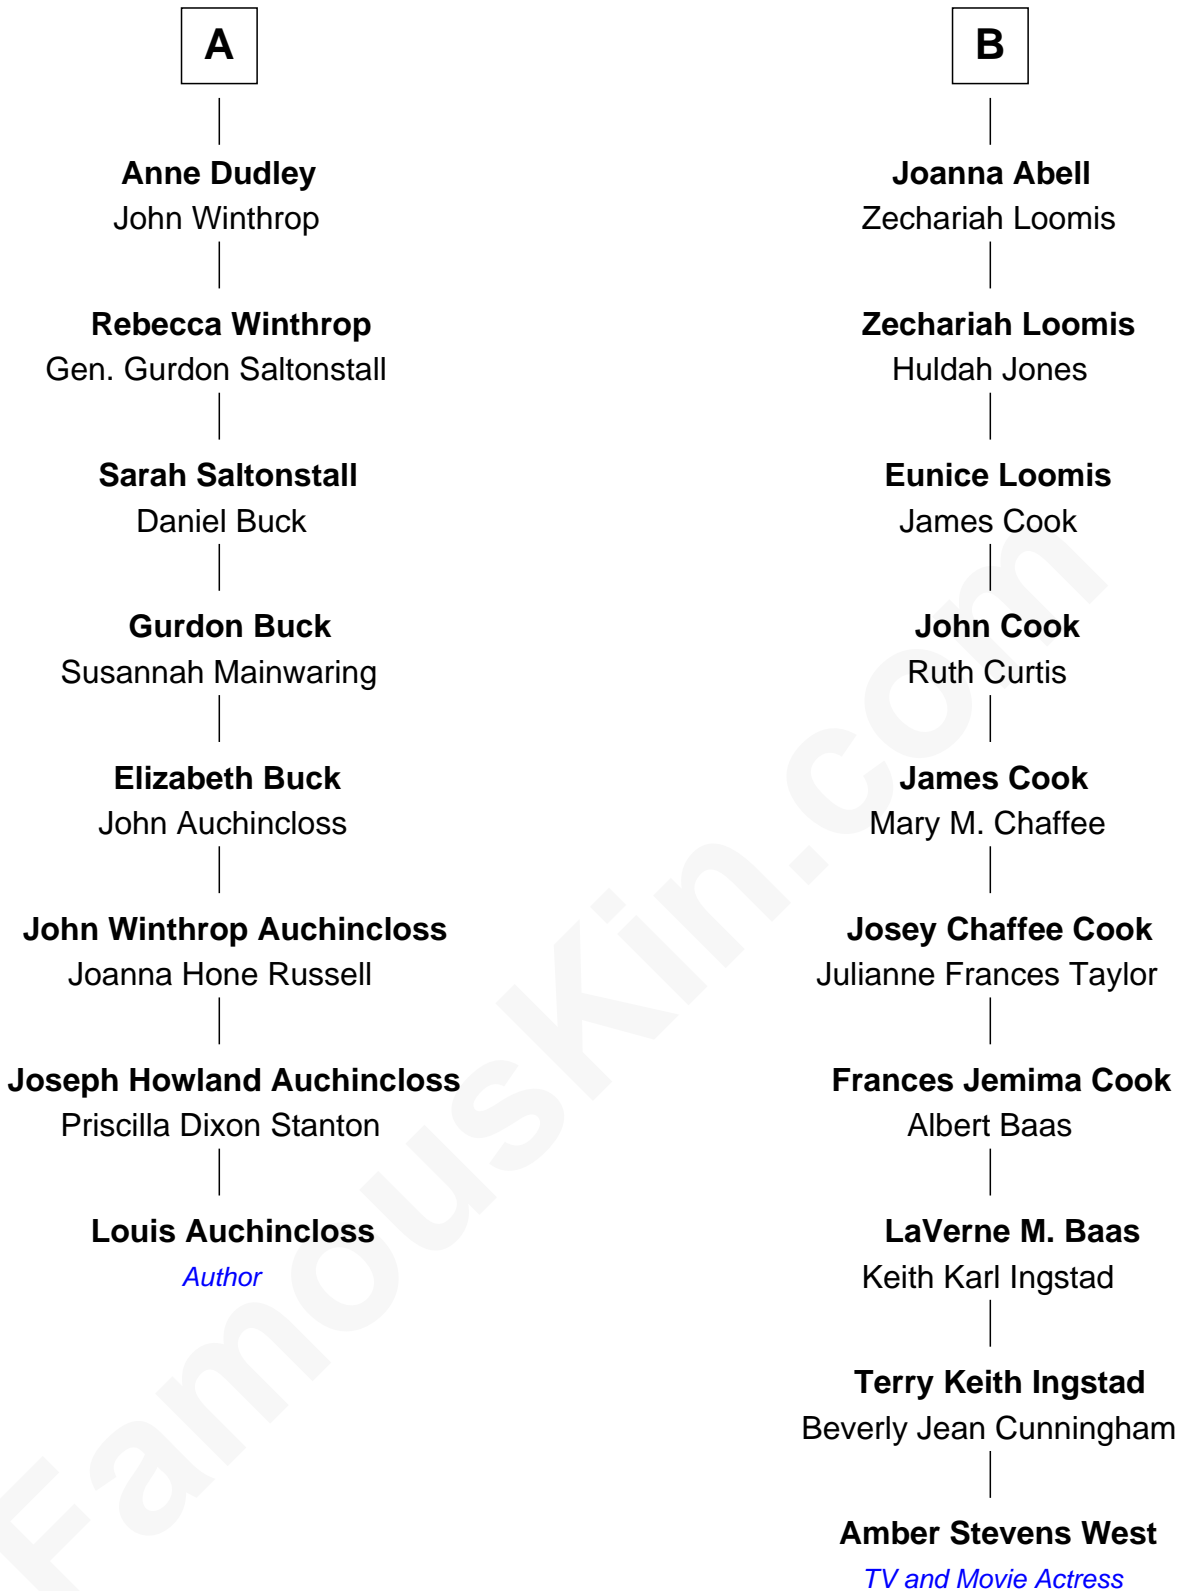 A
Anne Dudley
John Winthrop
Rebecca Winthrop
Gen. Gurdon Saltonstall
Sarah Saltonstall
Daniel Buck
Gurdon Buck
Susannah Mainwaring
Elizabeth Buck
John Auchincloss
John Winthrop Auchincloss
Joanna Hone Russell
Joseph Howland Auchincloss
Priscilla Dixon Stanton
Louis Auchincloss
Author
B
Joanna Abell
Zechariah Loomis
Zechariah Loomis
Huldah Jones
Eunice Loomis
James Cook
John Cook
Ruth Curtis
James Cook
Mary M. Chaffee
Josey Chaffee Cook
Julianne Frances Taylor
Frances Jemima Cook
Albert Baas
LaVerne M. Baas
Keith Karl Ingstad
Terry Keith Ingstad
Beverly Jean Cunningham
Amber Stevens West
TV and Movie Actress
FamousKin.com